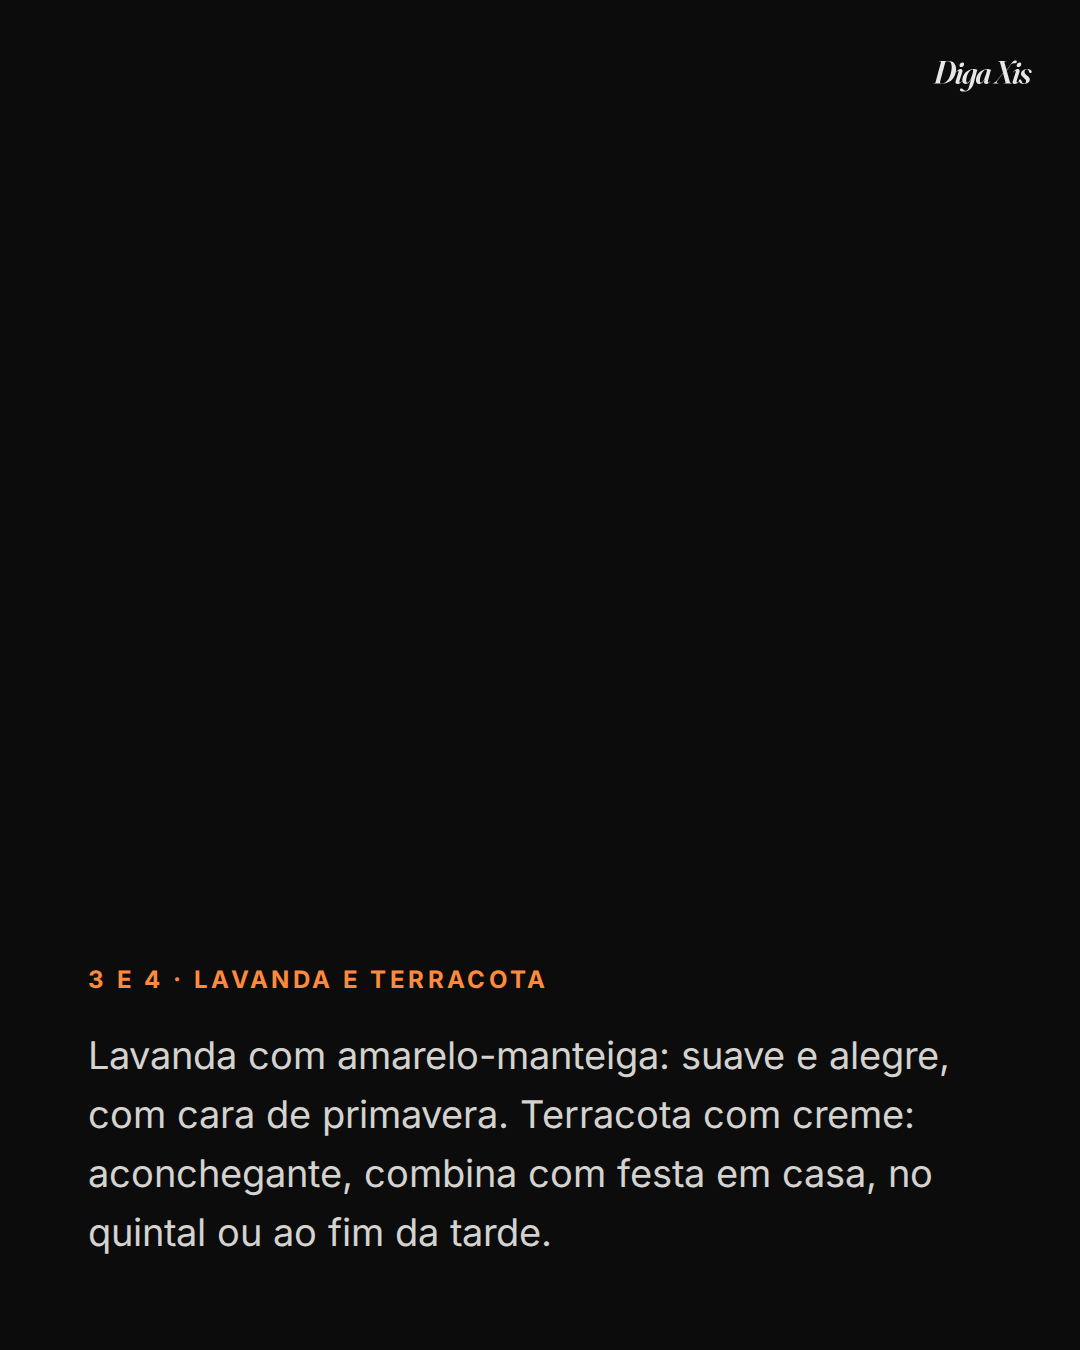 Diga Xis
3 E 4 · LAVANDA E TERRACOTA
Lavanda com amarelo-manteiga: suave e alegre,
com cara de primavera. Terracota com creme:
aconchegante, combina com festa em casa, no
quintal ou ao fim da tarde.